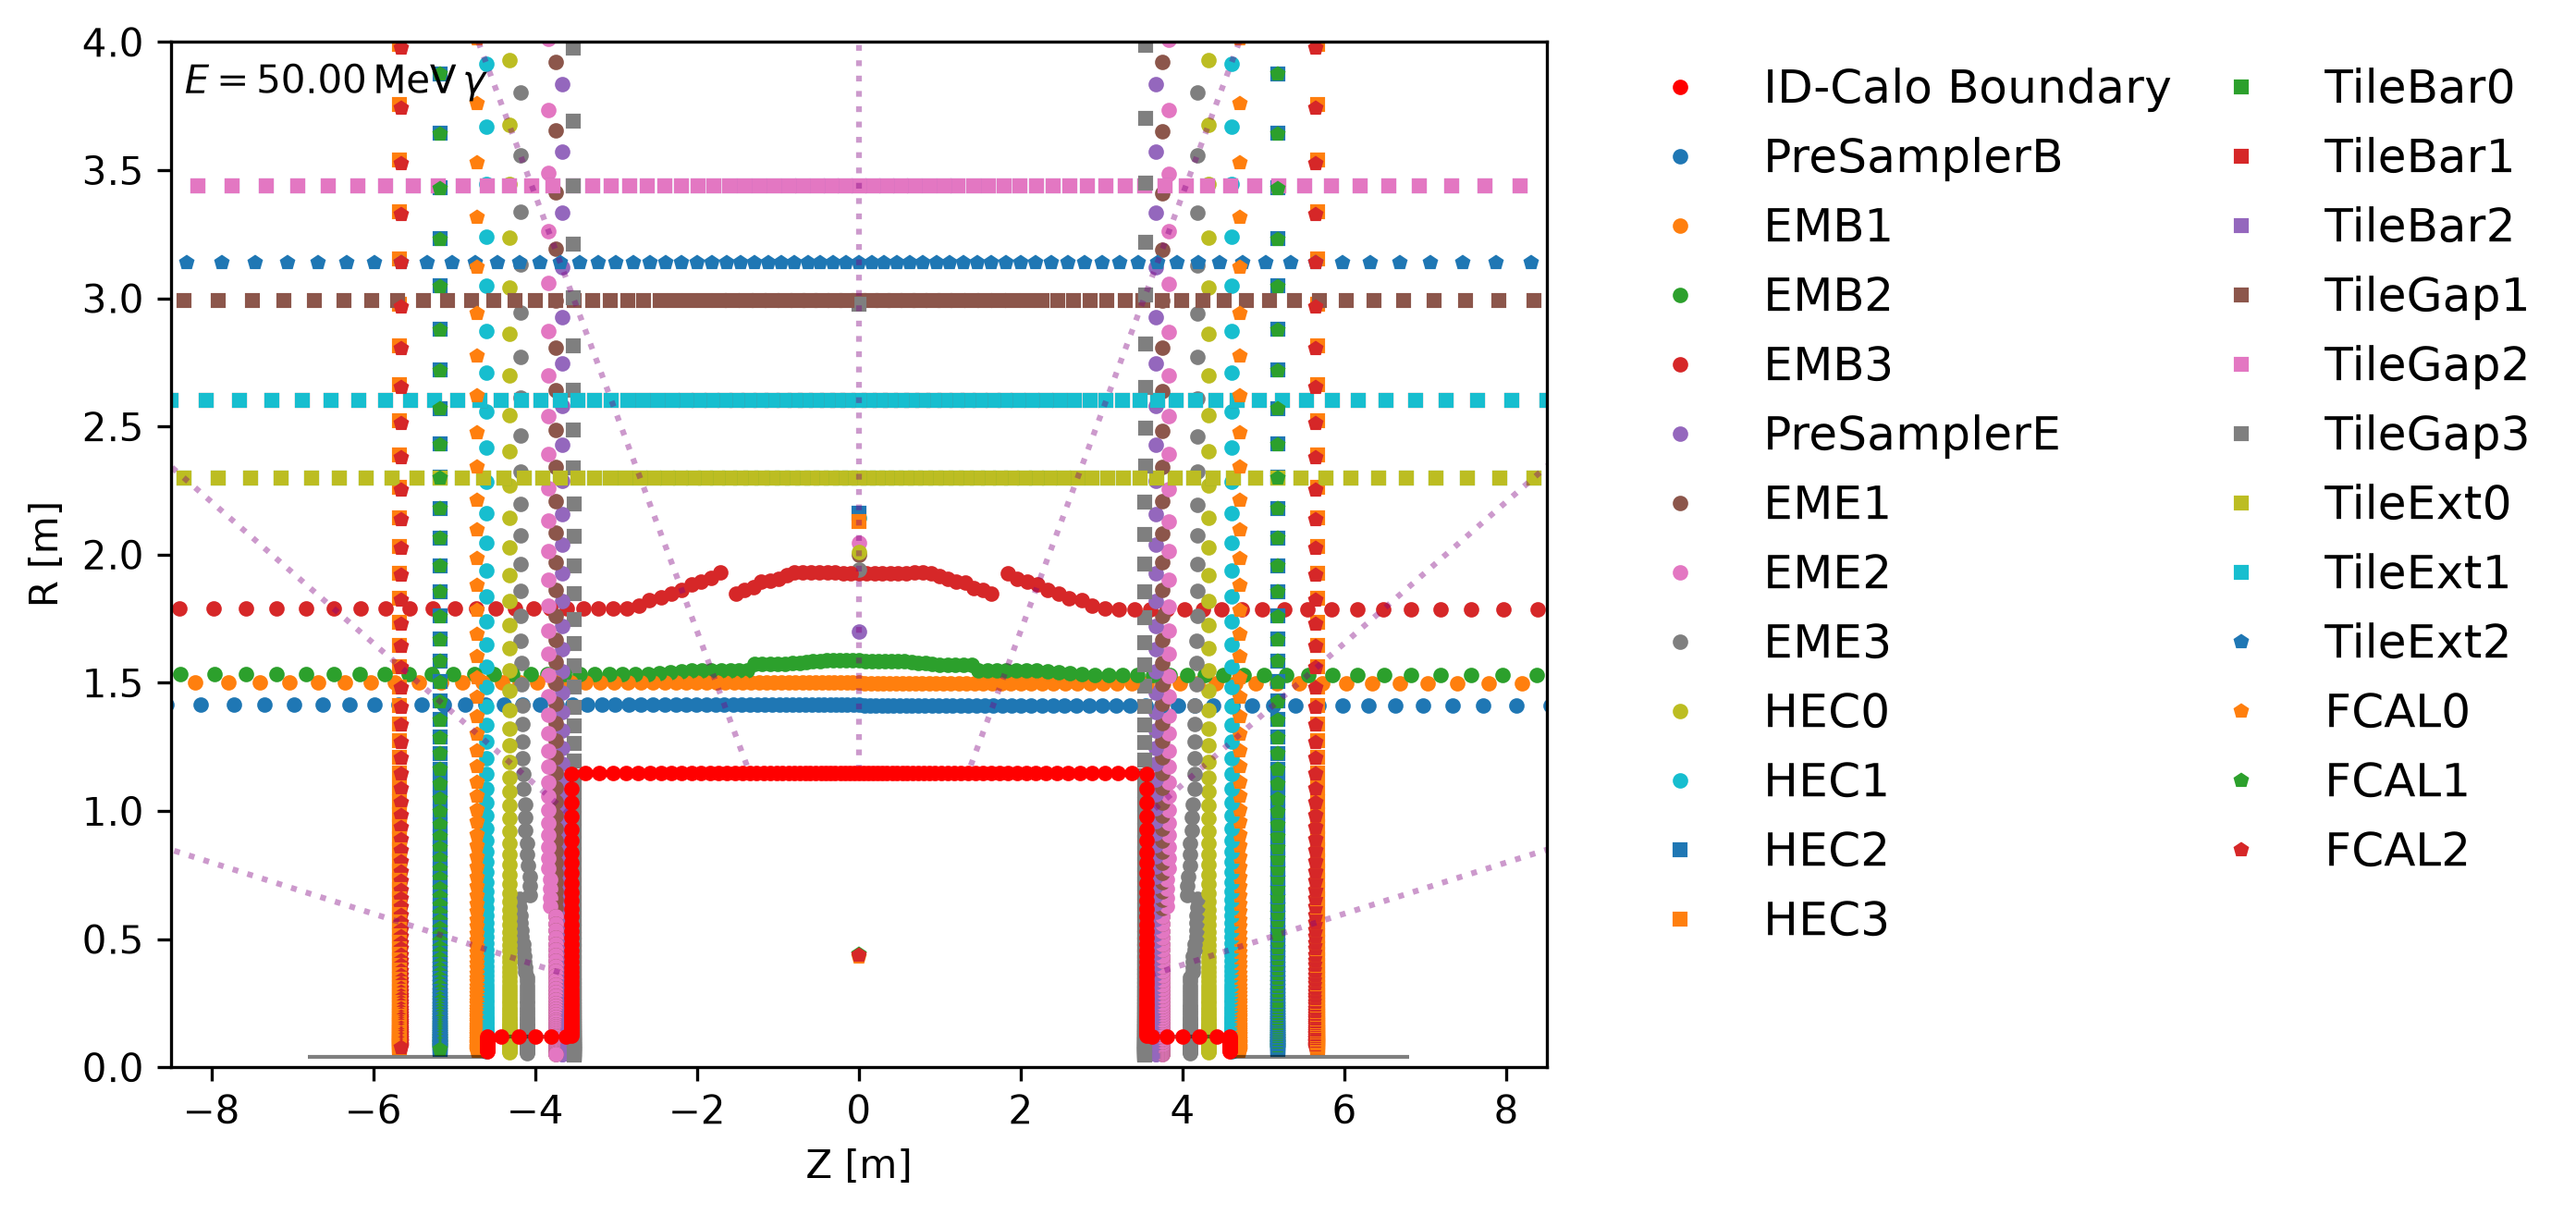 E = 50.00 MeV γ
R [m]
4.0
3.5
3.0
2.5
2.0
1.5
1.0
0.5
0.0
−8 −6 −4 −2 0 2 4 6 8
Z [m]
ID-Calo Boundary
PreSamplerB
EMB1
EMB2
EMB3
PreSamplerE
EME1
EME2
EME3
HEC0
HEC1
HEC2
HEC3
TileBar0
TileBar1
TileBar2
TileGap1
TileGap2
TileGap3
TileExt0
TileExt1
TileExt2
FCAL0
FCAL1
FCAL2